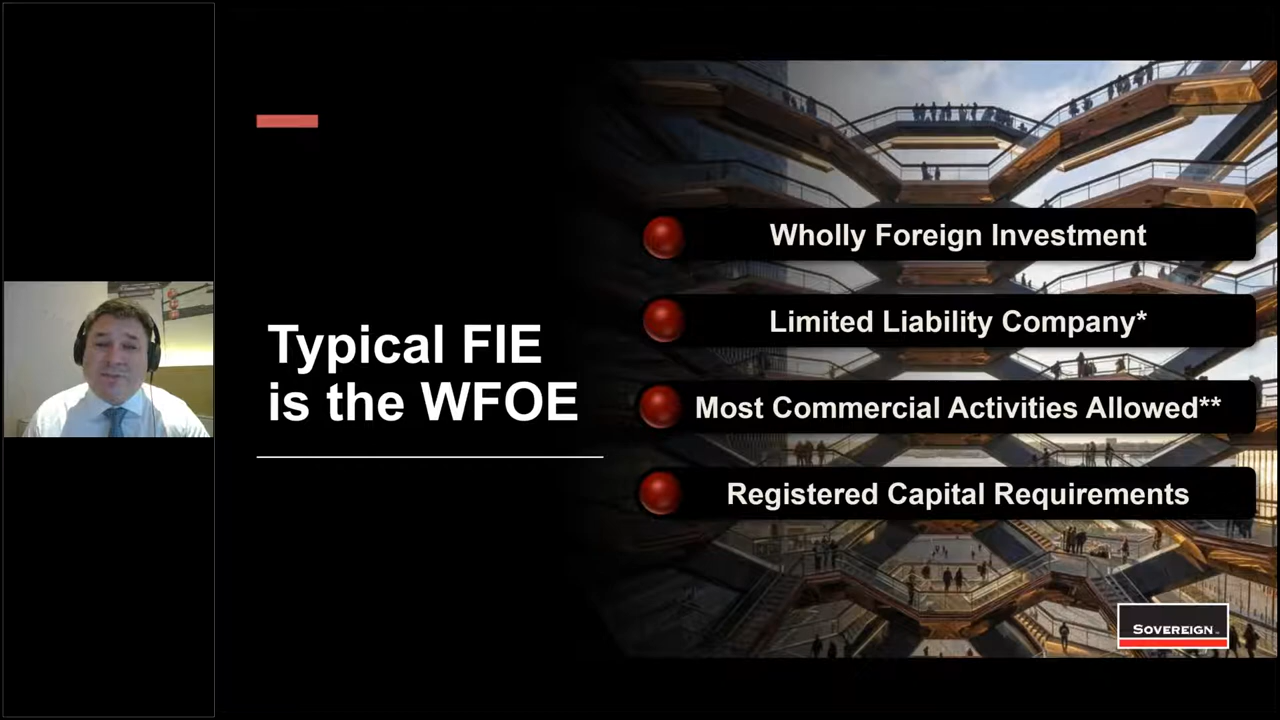 Typical FIE
is the WFOE
Wholly Foreign Investment
Limited Liability Company*
Most Commercial Activities Allowed**
Registered Capital Requirements
SOVEREIGN